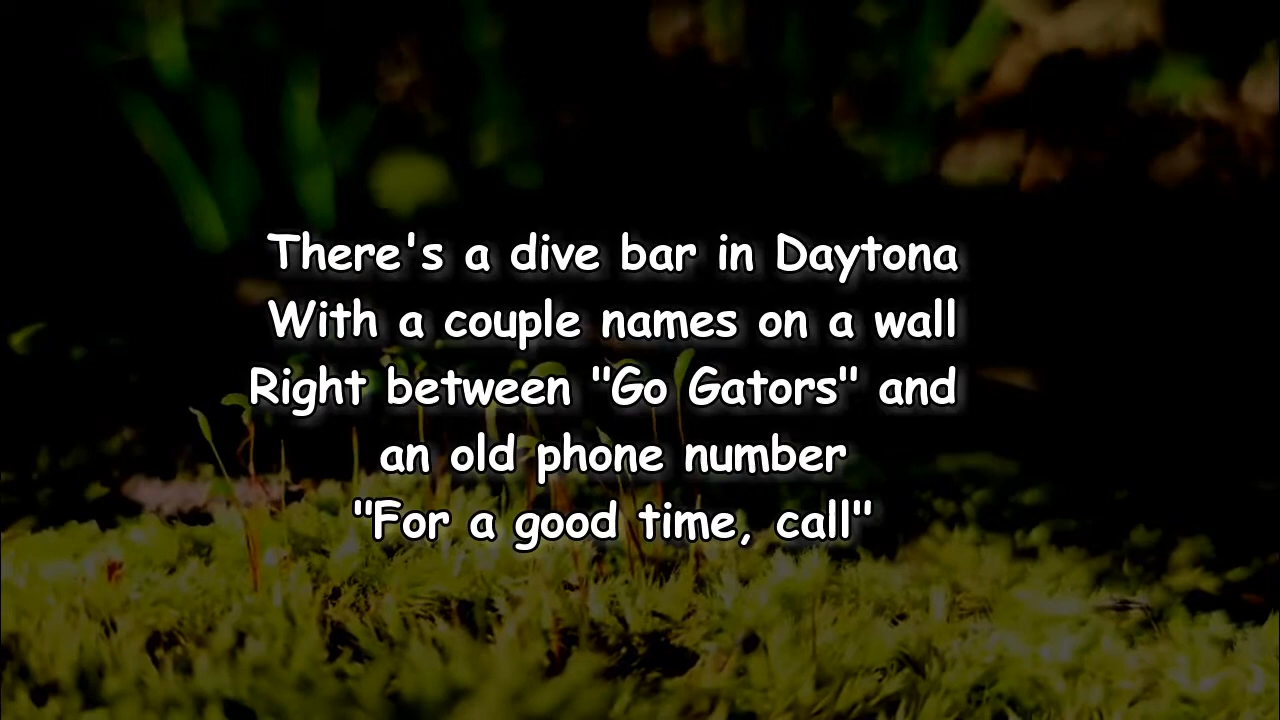 There's a dive bar in Daytona
With a couple names on a wall
Right between "Go Gators" and
an old phone number
"For a good time, call"